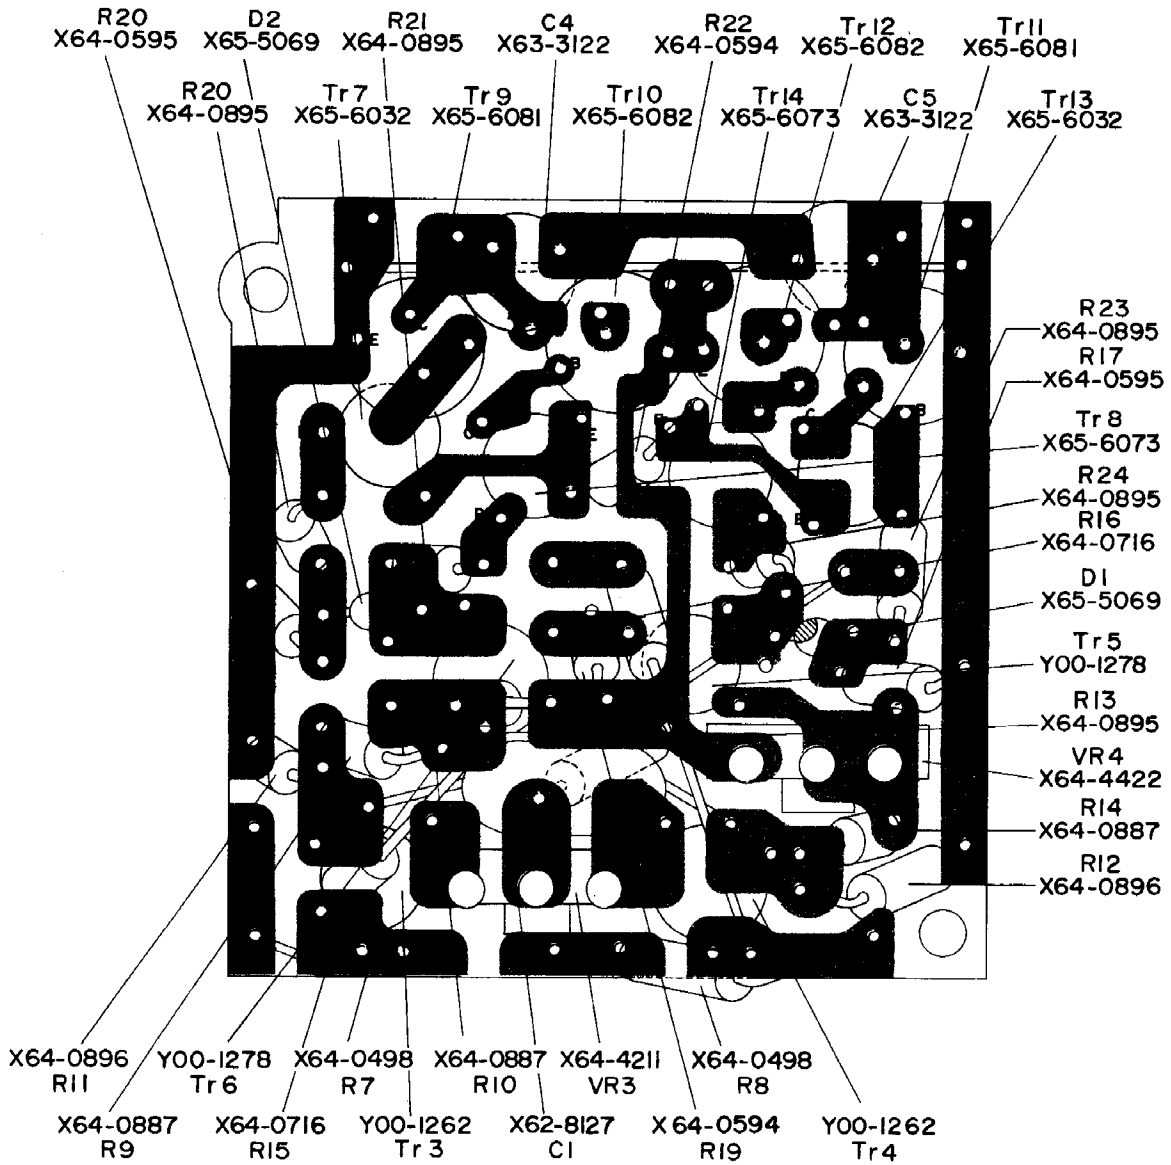 R20
X64-0595
D2
X65-5069
R21
X64-0895
C4
X63-3122
R22
X64-0594
Tr12
X65-6082
Tr11
X65-6081
R20
X64-0895
Tr7
X65-6032
Tr9
X65-6081
Tr10
X65-6082
Tr14
X65-6073
C5
X63-3122
Tr13
X65-6032
R23
X64-0895
R17
X64-0595
Tr8
X65-6073
R24
X64-0895
R16
X64-0716
D1
X65-5069
Tr5
Y00-1278
R13
X64-0895
VR4
X64-4422
R14
X64-0887
R12
X64-0896
E
B
E
B
X64-0896
R11
Y00-1278
Tr6
X64-0498
R7
X64-0887
R10
X64-4211
VR3
X64-0498
R8
X64-0887
R9
X64-0716
R15
Y00-1262
Tr3
X62-8127
C1
X64-0594
R19
Y00-1262
Tr4